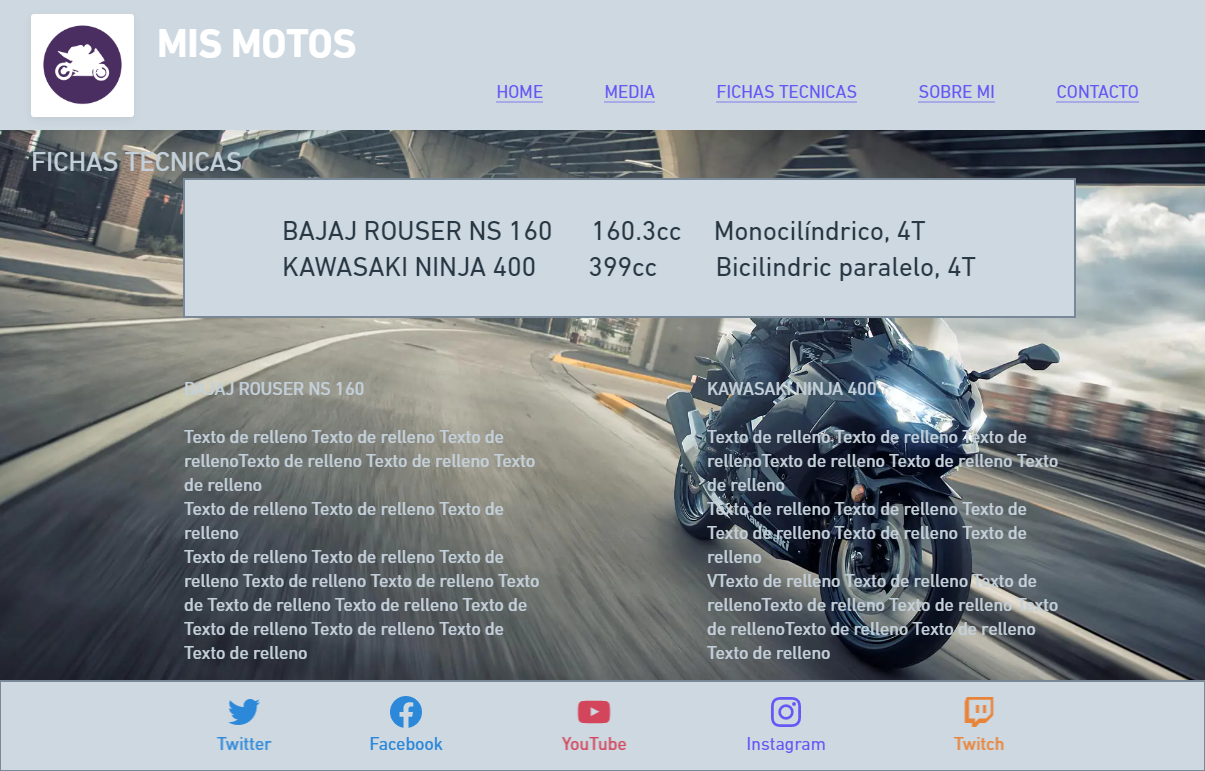 MIS MOTOS
HOME MEDIA FICHAS TECNICAS SOBRE MI CONTACTO
FICHAS TECNICAS
BAJAJ ROUSER NS 160 160.3cc Monocilíndrico, 4T
KAWASAKI NINJA 400 399cc Bicilindric paralelo, 4T
BAJAJ ROUSER NS 160
Texto de relleno Texto de relleno Texto de
rellenoTexto de relleno Texto de relleno Texto
de relleno
Texto de relleno Texto de relleno Texto de
relleno
Texto de relleno Texto de relleno Texto de
relleno Texto de relleno Texto de relleno Texto
de Texto de relleno Texto de relleno Texto de
Texto de relleno Texto de relleno Texto de
Texto de relleno
KAWASAKI NINJA 400
Texto de relleno Texto de relleno Texto de
rellenoTexto de relleno Texto de relleno Texto
de relleno
Texto de relleno Texto de relleno Texto de
Texto de relleno Texto de relleno Texto de
relleno
VTexto de relleno Texto de relleno Texto de
rellenoTexto de relleno Texto de relleno Texto
de rellenoTexto de relleno Texto de relleno
Texto de relleno
Kawasaki
Twitter Facebook YouTube Instagram Twitch